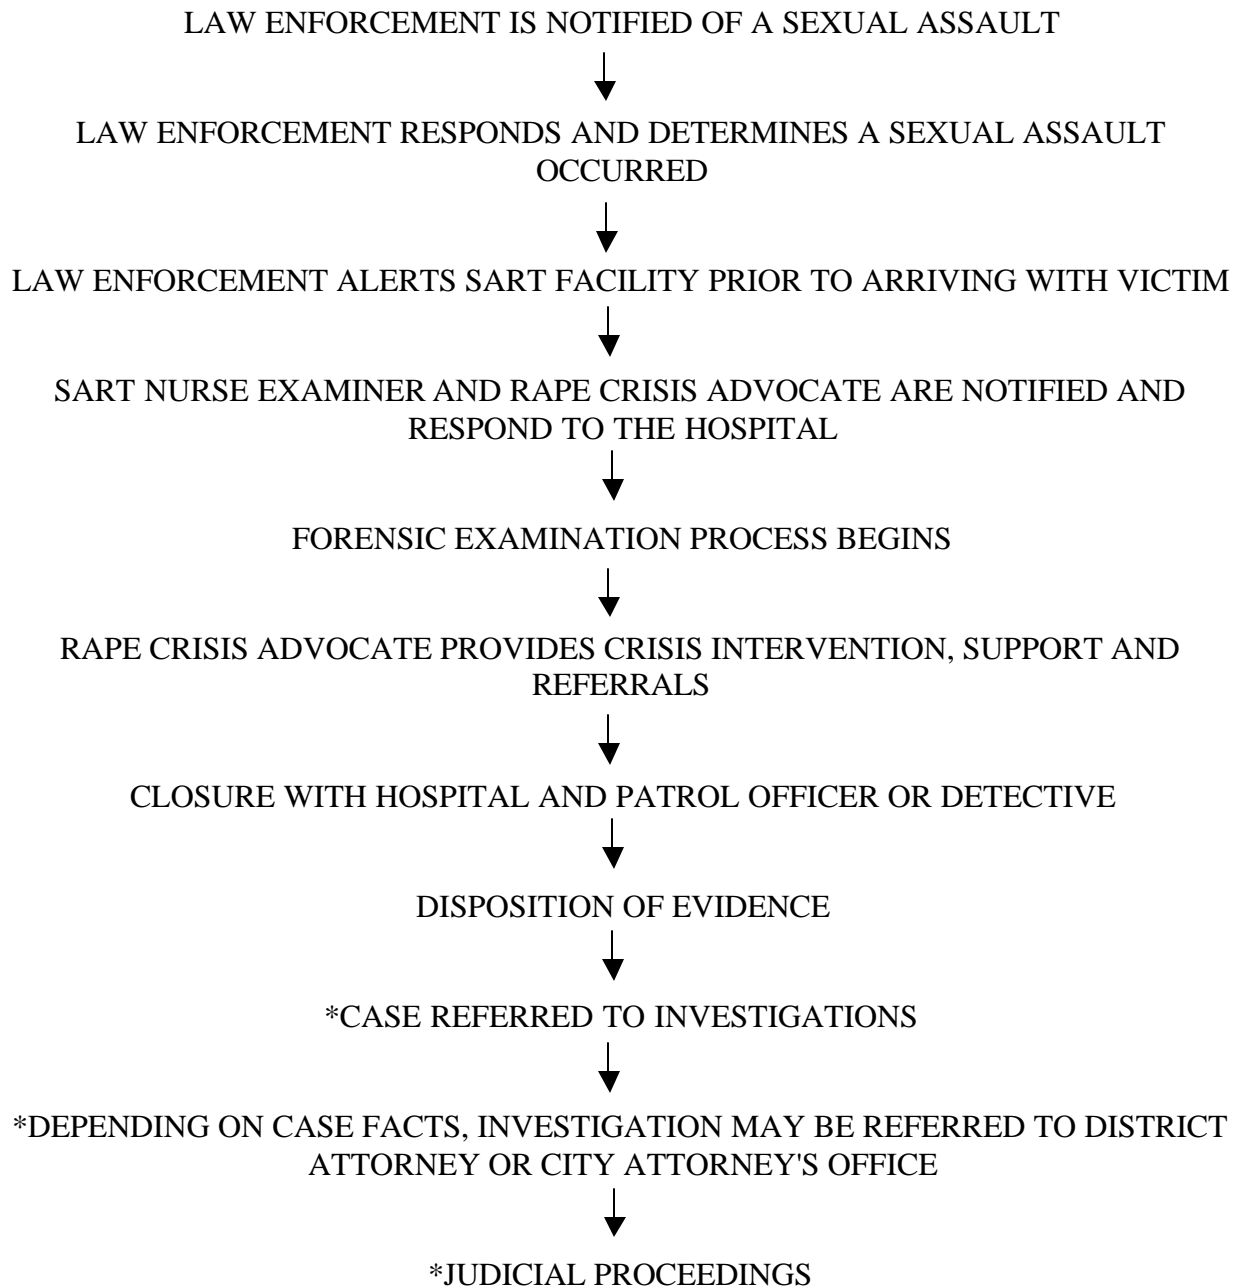 LAW ENFORCEMENT IS NOTIFIED OF A SEXUAL ASSAULT
LAW ENFORCEMENT RESPONDS AND DETERMINES A SEXUAL ASSAULT
OCCURRED
LAW ENFORCEMENT ALERTS SART FACILITY PRIOR TO ARRIVING WITH VICTIM
SART NURSE EXAMINER AND RAPE CRISIS ADVOCATE ARE NOTIFIED AND
RESPOND TO THE HOSPITAL
FORENSIC EXAMINATION PROCESS BEGINS
RAPE CRISIS ADVOCATE PROVIDES CRISIS INTERVENTION, SUPPORT AND
REFERRALS
CLOSURE WITH HOSPITAL AND PATROL OFFICER OR DETECTIVE
DISPOSITION OF EVIDENCE
*CASE REFERRED TO INVESTIGATIONS
*DEPENDING ON CASE FACTS, INVESTIGATION MAY BE REFERRED TO DISTRICT
ATTORNEY OR CITY ATTORNEY'S OFFICE
*JUDICIAL PROCEEDINGS